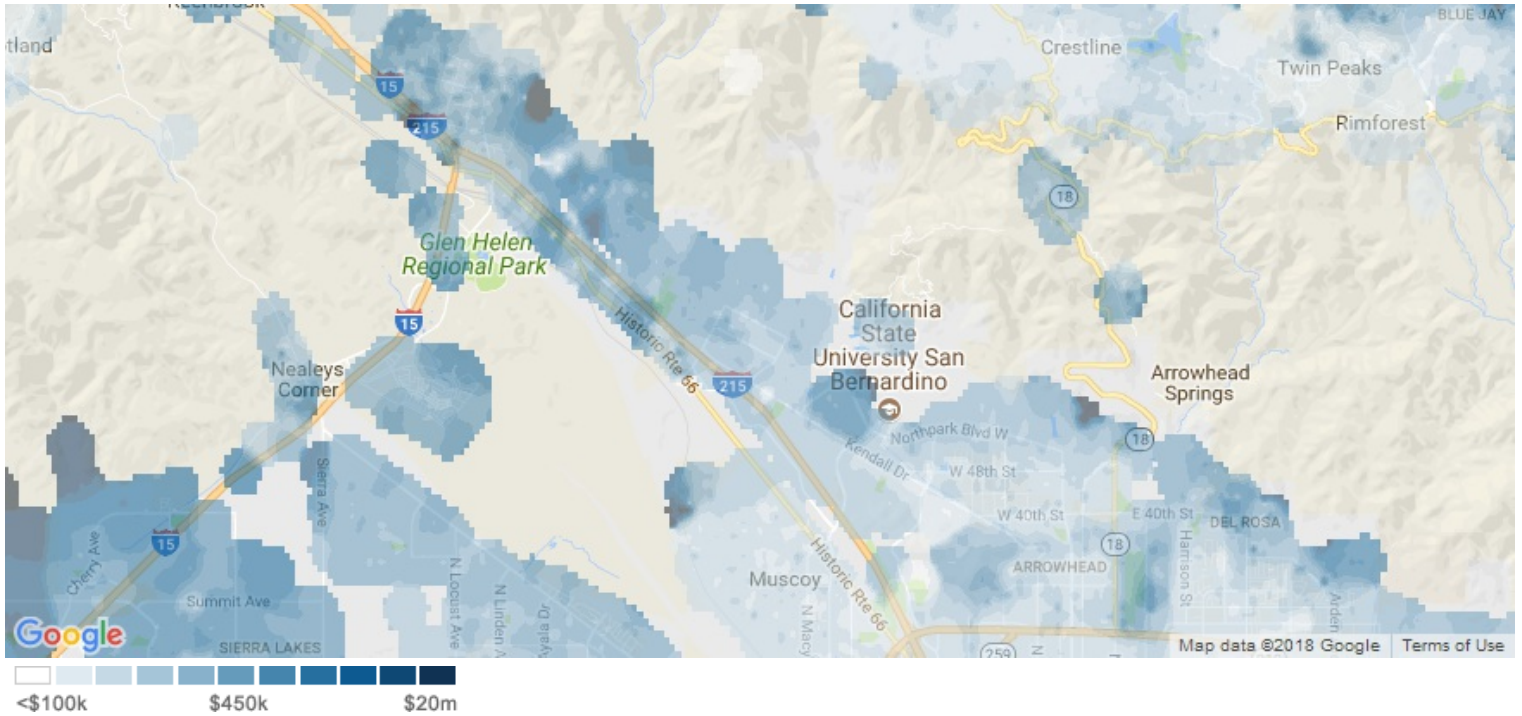 BLUE JAY
Crestline
Twin Peaks
Rimforest
15
215
18
Glen Helen
Regional Park
15
Historic Rte 66
California
State
University San
Bernardino
Nealeys
Corner
215
Arrowhead
Springs
Northpark Blvd W
18
Kendall Dr
W 48th St
Sierra Ave
W 40th St
E 40th St
DEL ROSA
15
18
Cherry Ave
Harrison St
ARROWHEAD
Muscoy
Historic Rte 66
N Locust Ave
N Linden A
Ayala Dr
N Macy
Arden
Summit Ave
Google
SIERRA LAKES
259
N
Map data ©2018 Google
Terms of Use
<$100k
$450k
$20m